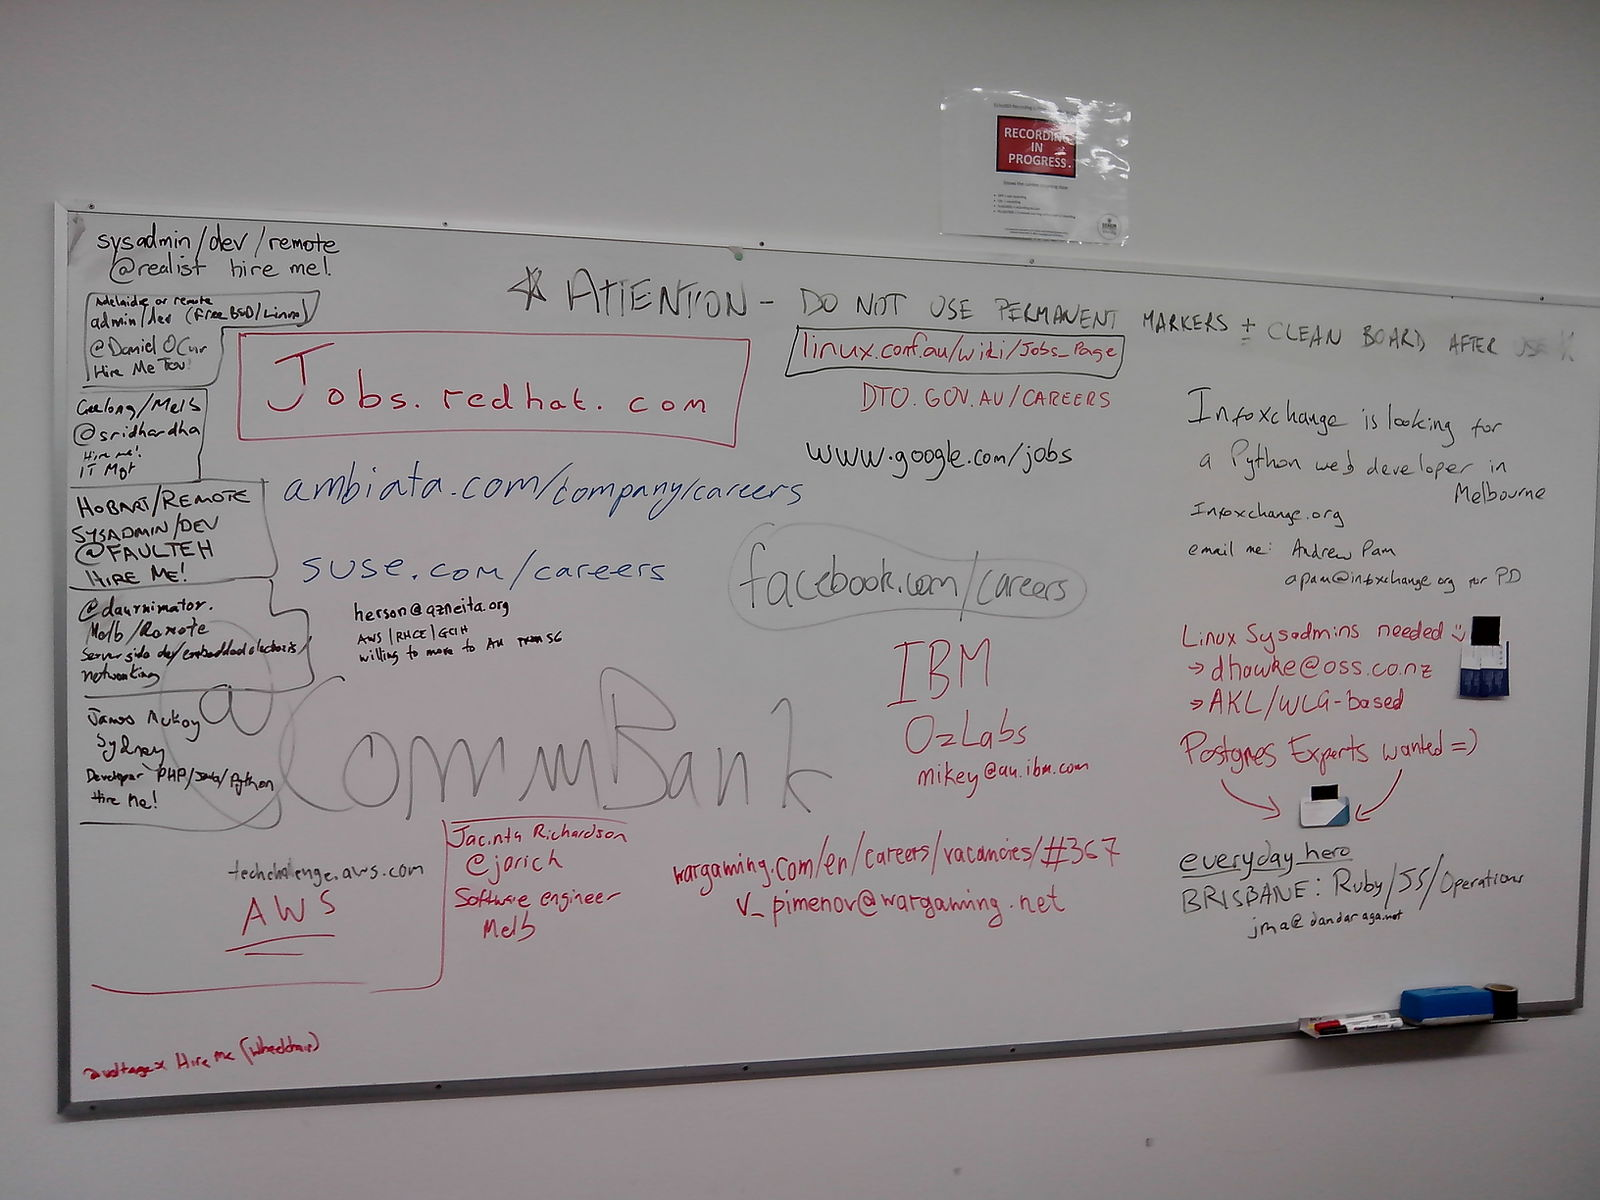 RECORDING
IN
PROGRESS.
ATTENTION - DO NOT USE PERMANENT MARKERS ± CLEAN BOARD AFTER USE
sysadmin/dev/remote
@realist hire me!
Adelaide or remote
admin/dev (FreeBSD/Linux)
@Daniel
Hire Me Too!
Geelong/Melb
@sridhardha
Hire me!
IT Mgt
HOBART/REMOTE
SYSADMIN/DEV
@FAULTEH
HIRE ME!
@daurnimator.
Melb/Remote
Server side dev/embedded
networking
James
Sydney
Developer PHP/Java/Python
Hire Me!
Jobs.redhat.com
ambiata.com/company/careers
suse.com/careers
herson@azneita.org
AWS|RHCE|GCIH
willing to move to AU from SG
@CommBank
techchallenge.aws.com
AWS
Jacinta Richardson
@jarich
Software engineer
Melb
Hire Me (Wheelchair)
linux.conf.au/wiki/Jobs_Page
DTO.GOV.AU/CAREERS
www.google.com/jobs
facebook.com/careers
IBM
OzLabs
mikey@au.ibm.com
wargaming.com/en/careers/vacancies/#367
v_pimenov@wargaming.net
Infoxchange is looking for
a Python web developer in
Melbourne
Infoxchange.org
email me: Andrew Pam
apam@infoxchange.org for PD
Linux Sysadmins needed :)
→ dhawke@oss.co.nz
→ AKL/WLG-based
Postgres Experts wanted =)
everyday hero
BRISBANE: Ruby/JS/Operations
jma@dandaraga.net